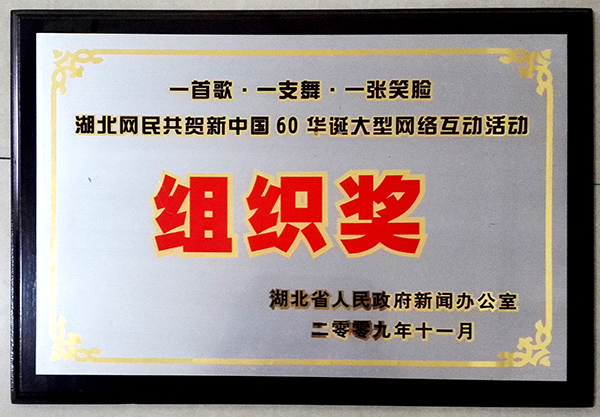 一首歌·一支舞·一张笑脸
湖北网民共贺新中国60华诞大型网络互动活动
组织奖
湖北省人民政府新闻办公室
二零零九年十一月